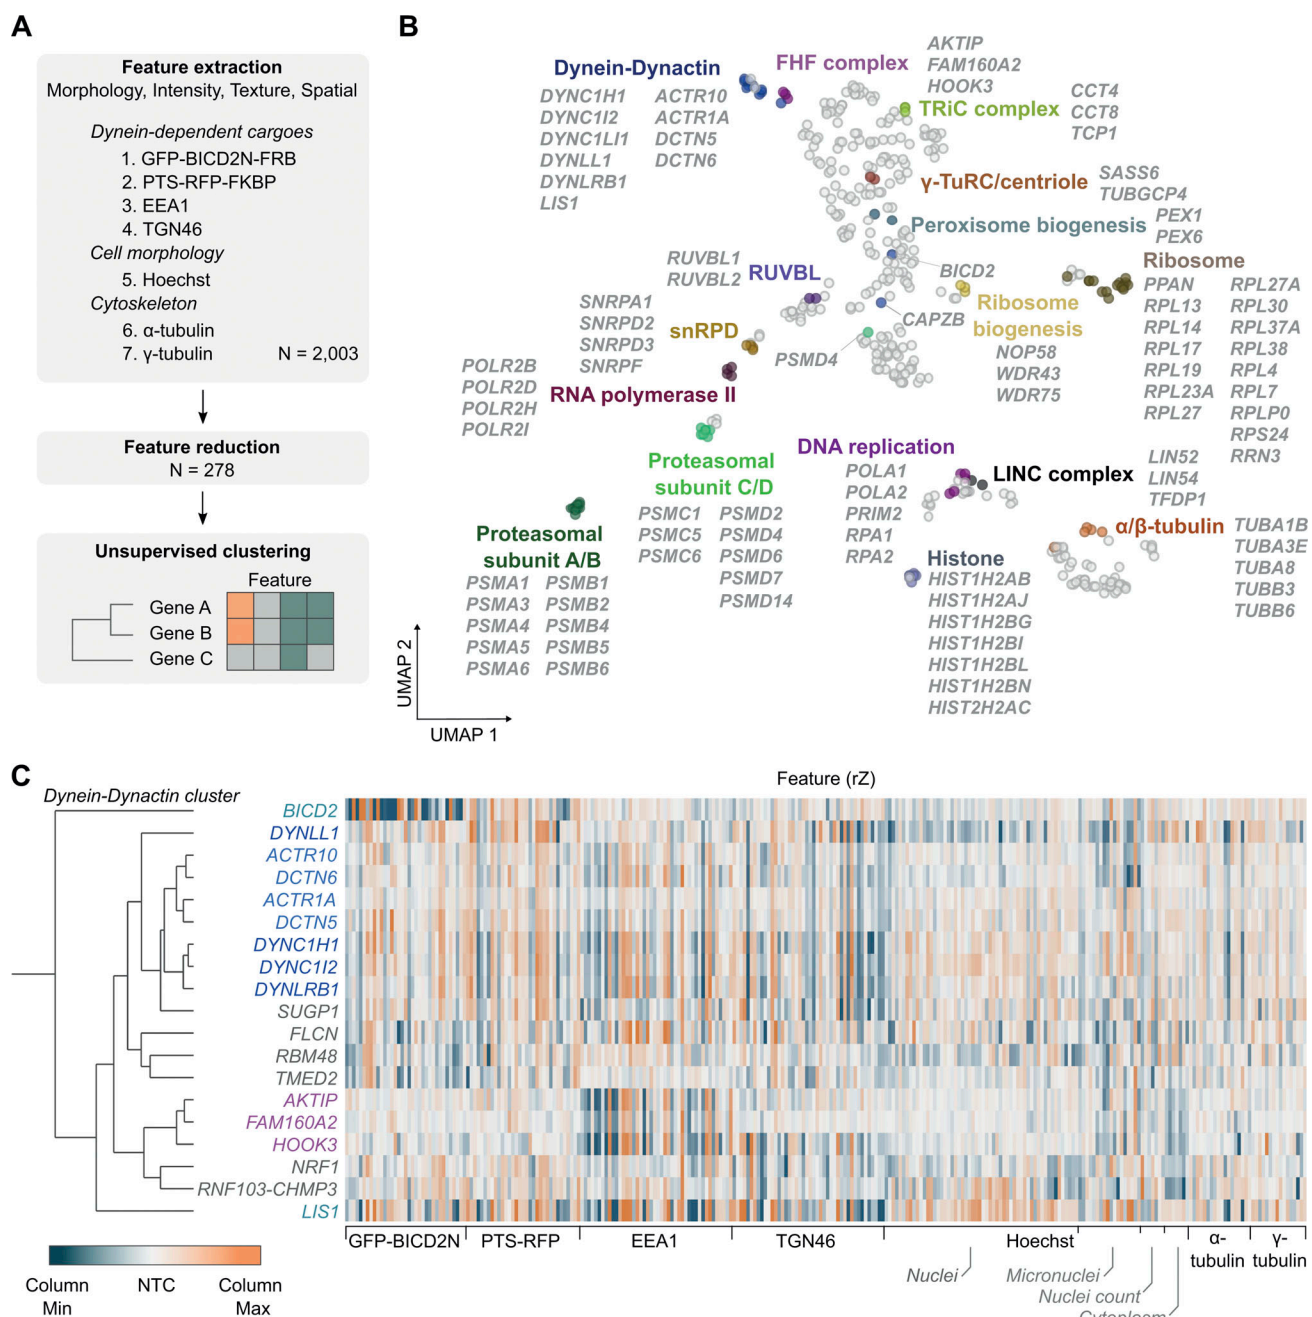 A
Feature extraction
Morphology, Intensity, Texture, Spatial
Dynein-dependent cargoes
1. GFP-BICD2N-FRB
2. PTS-RFP-FKBP
3. EEA1
4. TGN46
Cell morphology
5. Hoechst
Cytoskeleton
6. α-tubulin
7. γ-tubulin
N = 2,003
Feature reduction
N = 278
Unsupervised clustering
Feature
Gene A
Gene B
Gene C
B
Dynein-Dynactin
DYNC1H1 ACTR10
DYNC1I2 ACTR1A
DYNC1LI1 DCTN5
DYNLL1 DCTN6
DYNLRB1
LIS1
FHF complex
AKTIP
FAM160A2
HOOK3
TRiC complex
CCT4
CCT8
TCP1
γ-TuRC/centriole
SASS6
TUBGCP4
Peroxisome biogenesis
PEX1
PEX6
RUVBL1
RUVBL2
RUVBL
BICD2
CAPZB
PSMD4
Ribosome
PPAN RPL27A
RPL13 RPL30
RPL14 RPL37A
RPL17 RPL38
RPL19 RPL4
RPL23A RPL7
RPL27 RPLP0
RPS24
RRN3
Ribosome
biogenesis
NOP58
WDR43
WDR75
SNRPA1
SNRPD2
SNRPD3
SNRPF
snRPD
POLR2B
POLR2D
POLR2H
POLR2I
RNA polymerase II
Proteasomal
subunit C/D
PSMC1 PSMD2
PSMC5 PSMD4
PSMC6 PSMD6
PSMD7
PSMD14
Proteasomal
subunit A/B
PSMA1 PSMB1
PSMA3 PSMB2
PSMA4 PSMB4
PSMA5 PSMB5
PSMA6 PSMB6
DNA replication
POLA1
POLA2
PRIM2
RPA1
RPA2
LINC complex
LIN52
LIN54
TFDP1
α/β-tubulin
TUBA1B
TUBA3E
TUBA8
TUBB3
TUBB6
Histone
HIST1H2AB
HIST1H2AJ
HIST1H2BG
HIST1H2BI
HIST1H2BL
HIST1H2BN
HIST2H2AC
UMAP 2
UMAP 1
C
Dynein-Dynactin cluster
Feature (rZ)
BICD2
DYNLL1
ACTR10
DCTN6
ACTR1A
DCTN5
DYNC1H1
DYNC1I2
DYNLRB1
SUGP1
FLCN
RBM48
TMED2
AKTIP
FAM160A2
HOOK3
NRF1
RNF103-CHMP3
LIS1
GFP-BICD2N PTS-RFP EEA1 TGN46 Hoechst α-tubulin γ-tubulin
Nuclei
Micronuclei
Nuclei count
Cytoplasm
Column Min
NTC
Column Max